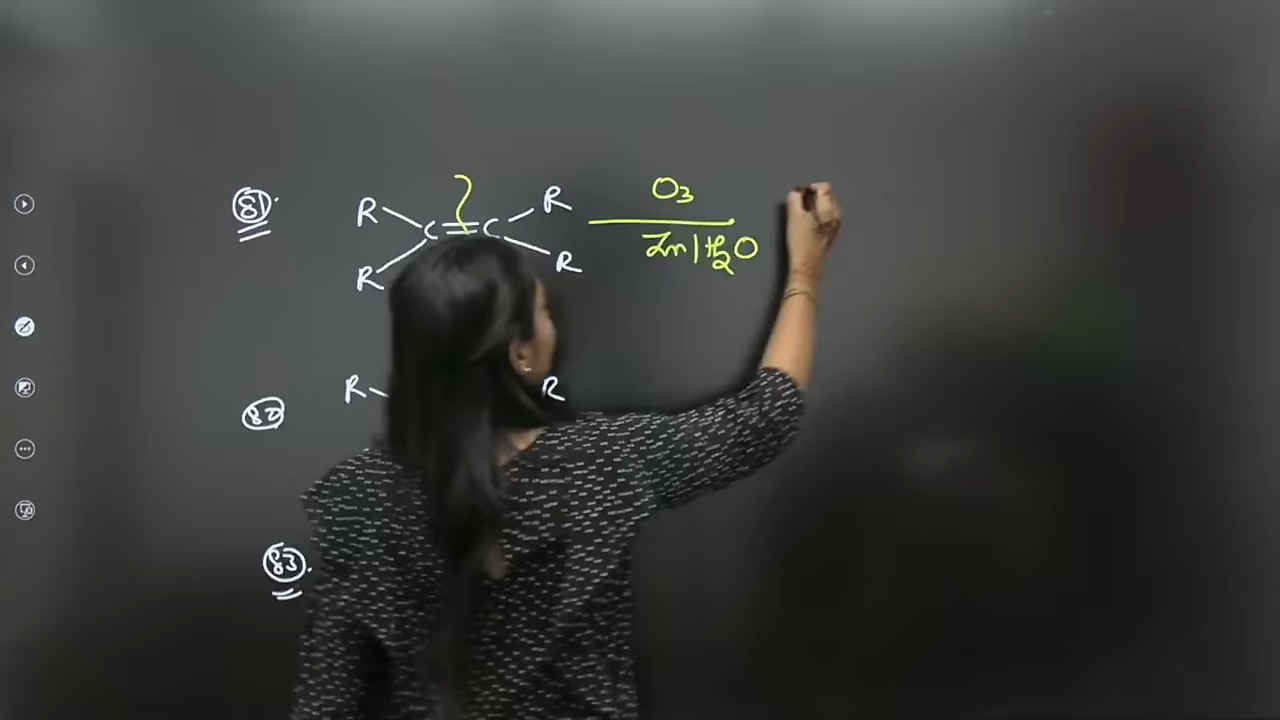 81.
R R O3
C=C
R R Zn|H2O
82 R R
83.